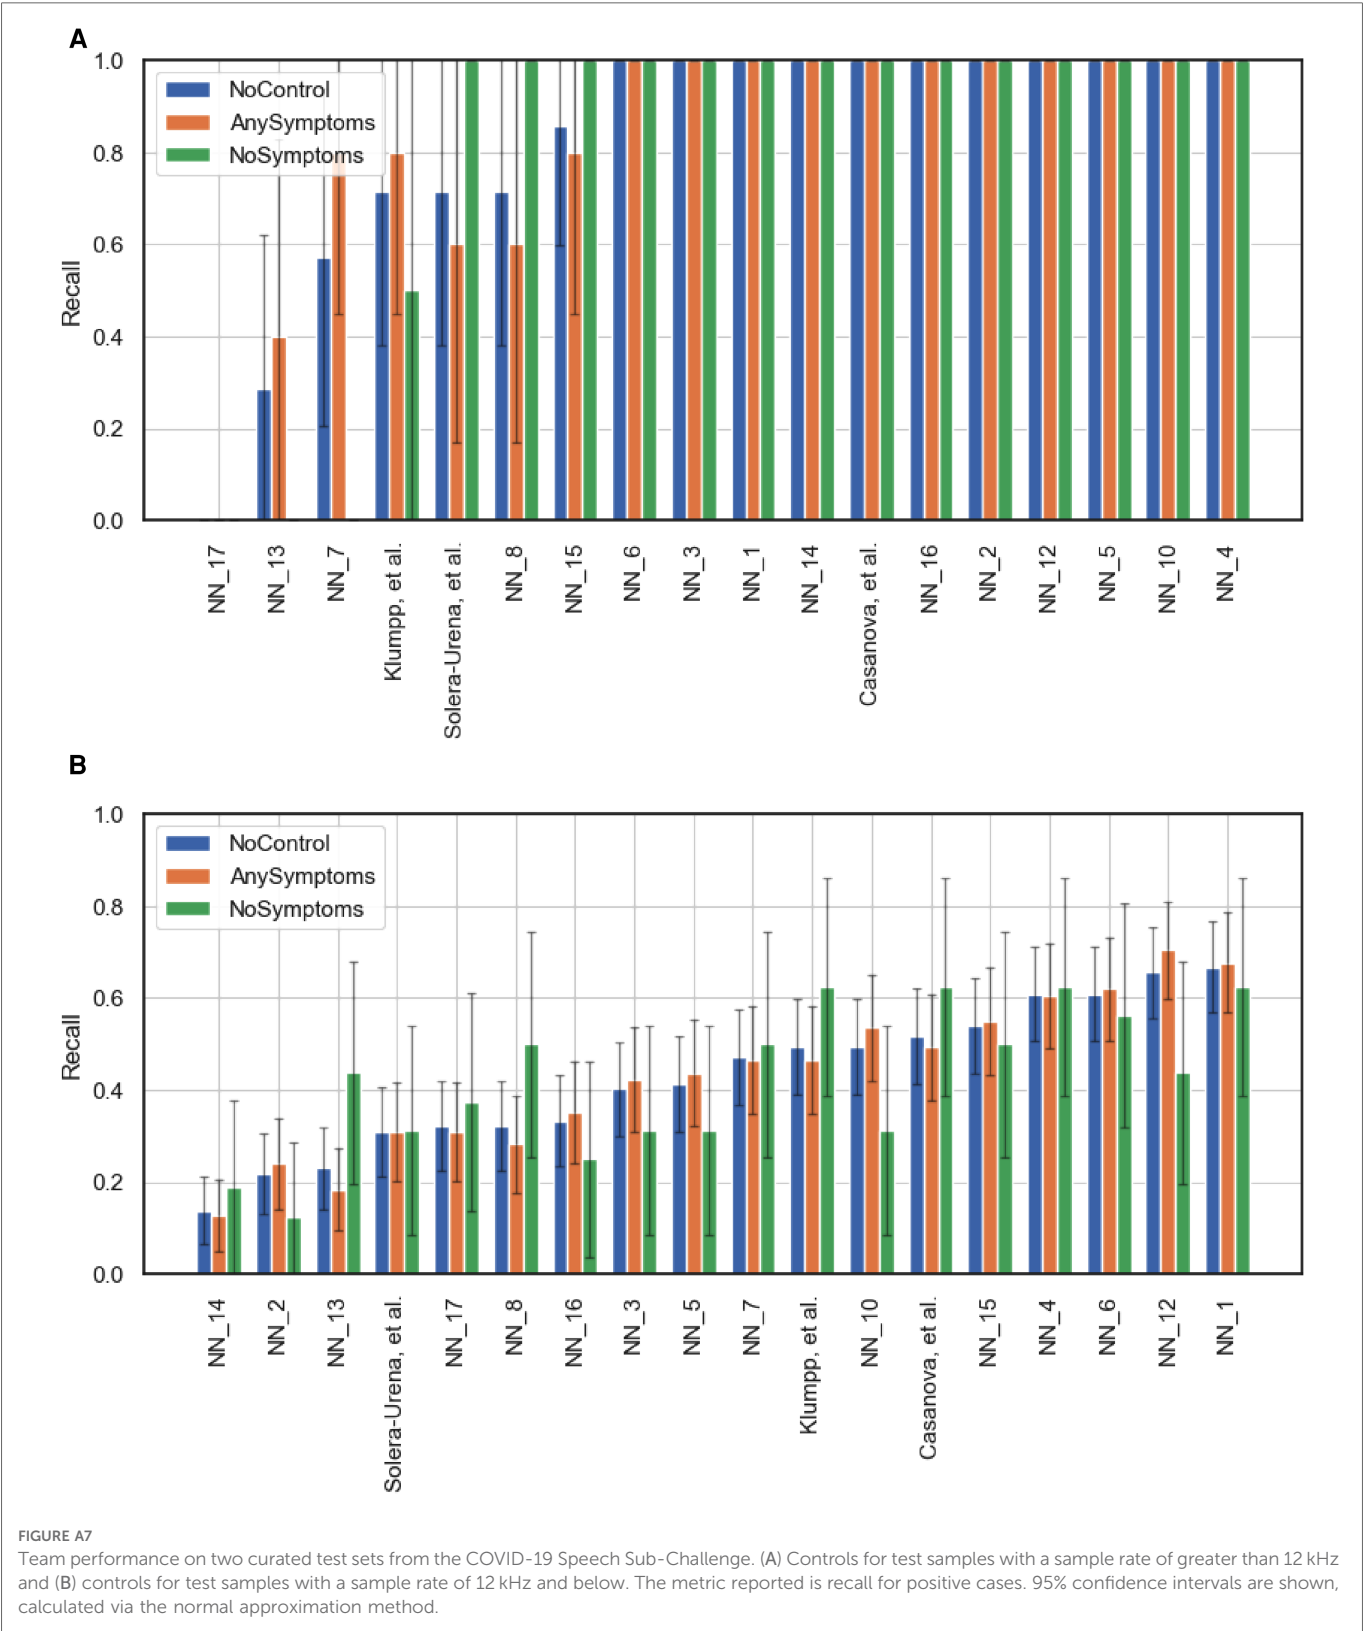 A
1.0
0.8
0.6
0.4
0.2
0.0
Recall
NoControl
AnySymptoms
NoSymptoms
NN_17
NN_13
NN_7
Klumpp, et al.
Solera-Urena, et al.
NN_8
NN_15
NN_6
NN_3
NN_1
NN_14
Casanova, et al.
NN_16
NN_2
NN_12
NN_5
NN_10
NN_4
B
1.0
0.8
0.6
0.4
0.2
0.0
Recall
NoControl
AnySymptoms
NoSymptoms
NN_14
NN_2
NN_13
Solera-Urena, et al.
NN_17
NN_8
NN_16
NN_3
NN_5
NN_7
Klumpp, et al.
NN_10
Casanova, et al.
NN_15
NN_4
NN_6
NN_12
NN_1
FIGURE A7
Team performance on two curated test sets from the COVID-19 Speech Sub-Challenge. (A) Controls for test samples with a sample rate of greater than 12 kHz
and (B) controls for test samples with a sample rate of 12 kHz and below. The metric reported is recall for positive cases. 95% confidence intervals are shown,
calculated via the normal approximation method.